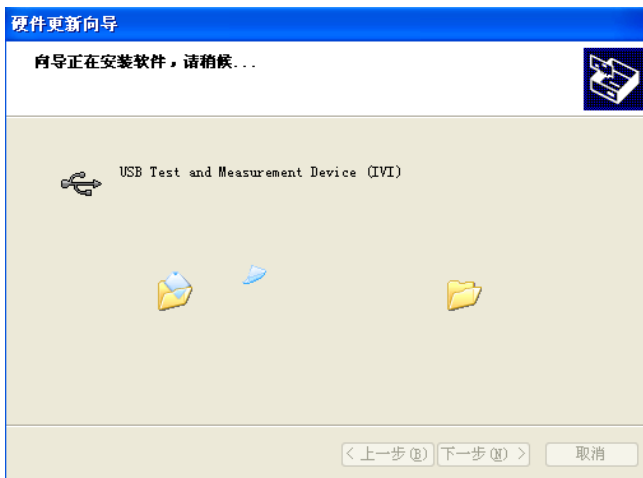 硬件更新向导
向导正在安装软件，请稍候...
USB Test and Measurement Device (IVI)
< 上一步(B) 下一步(N) > 取消